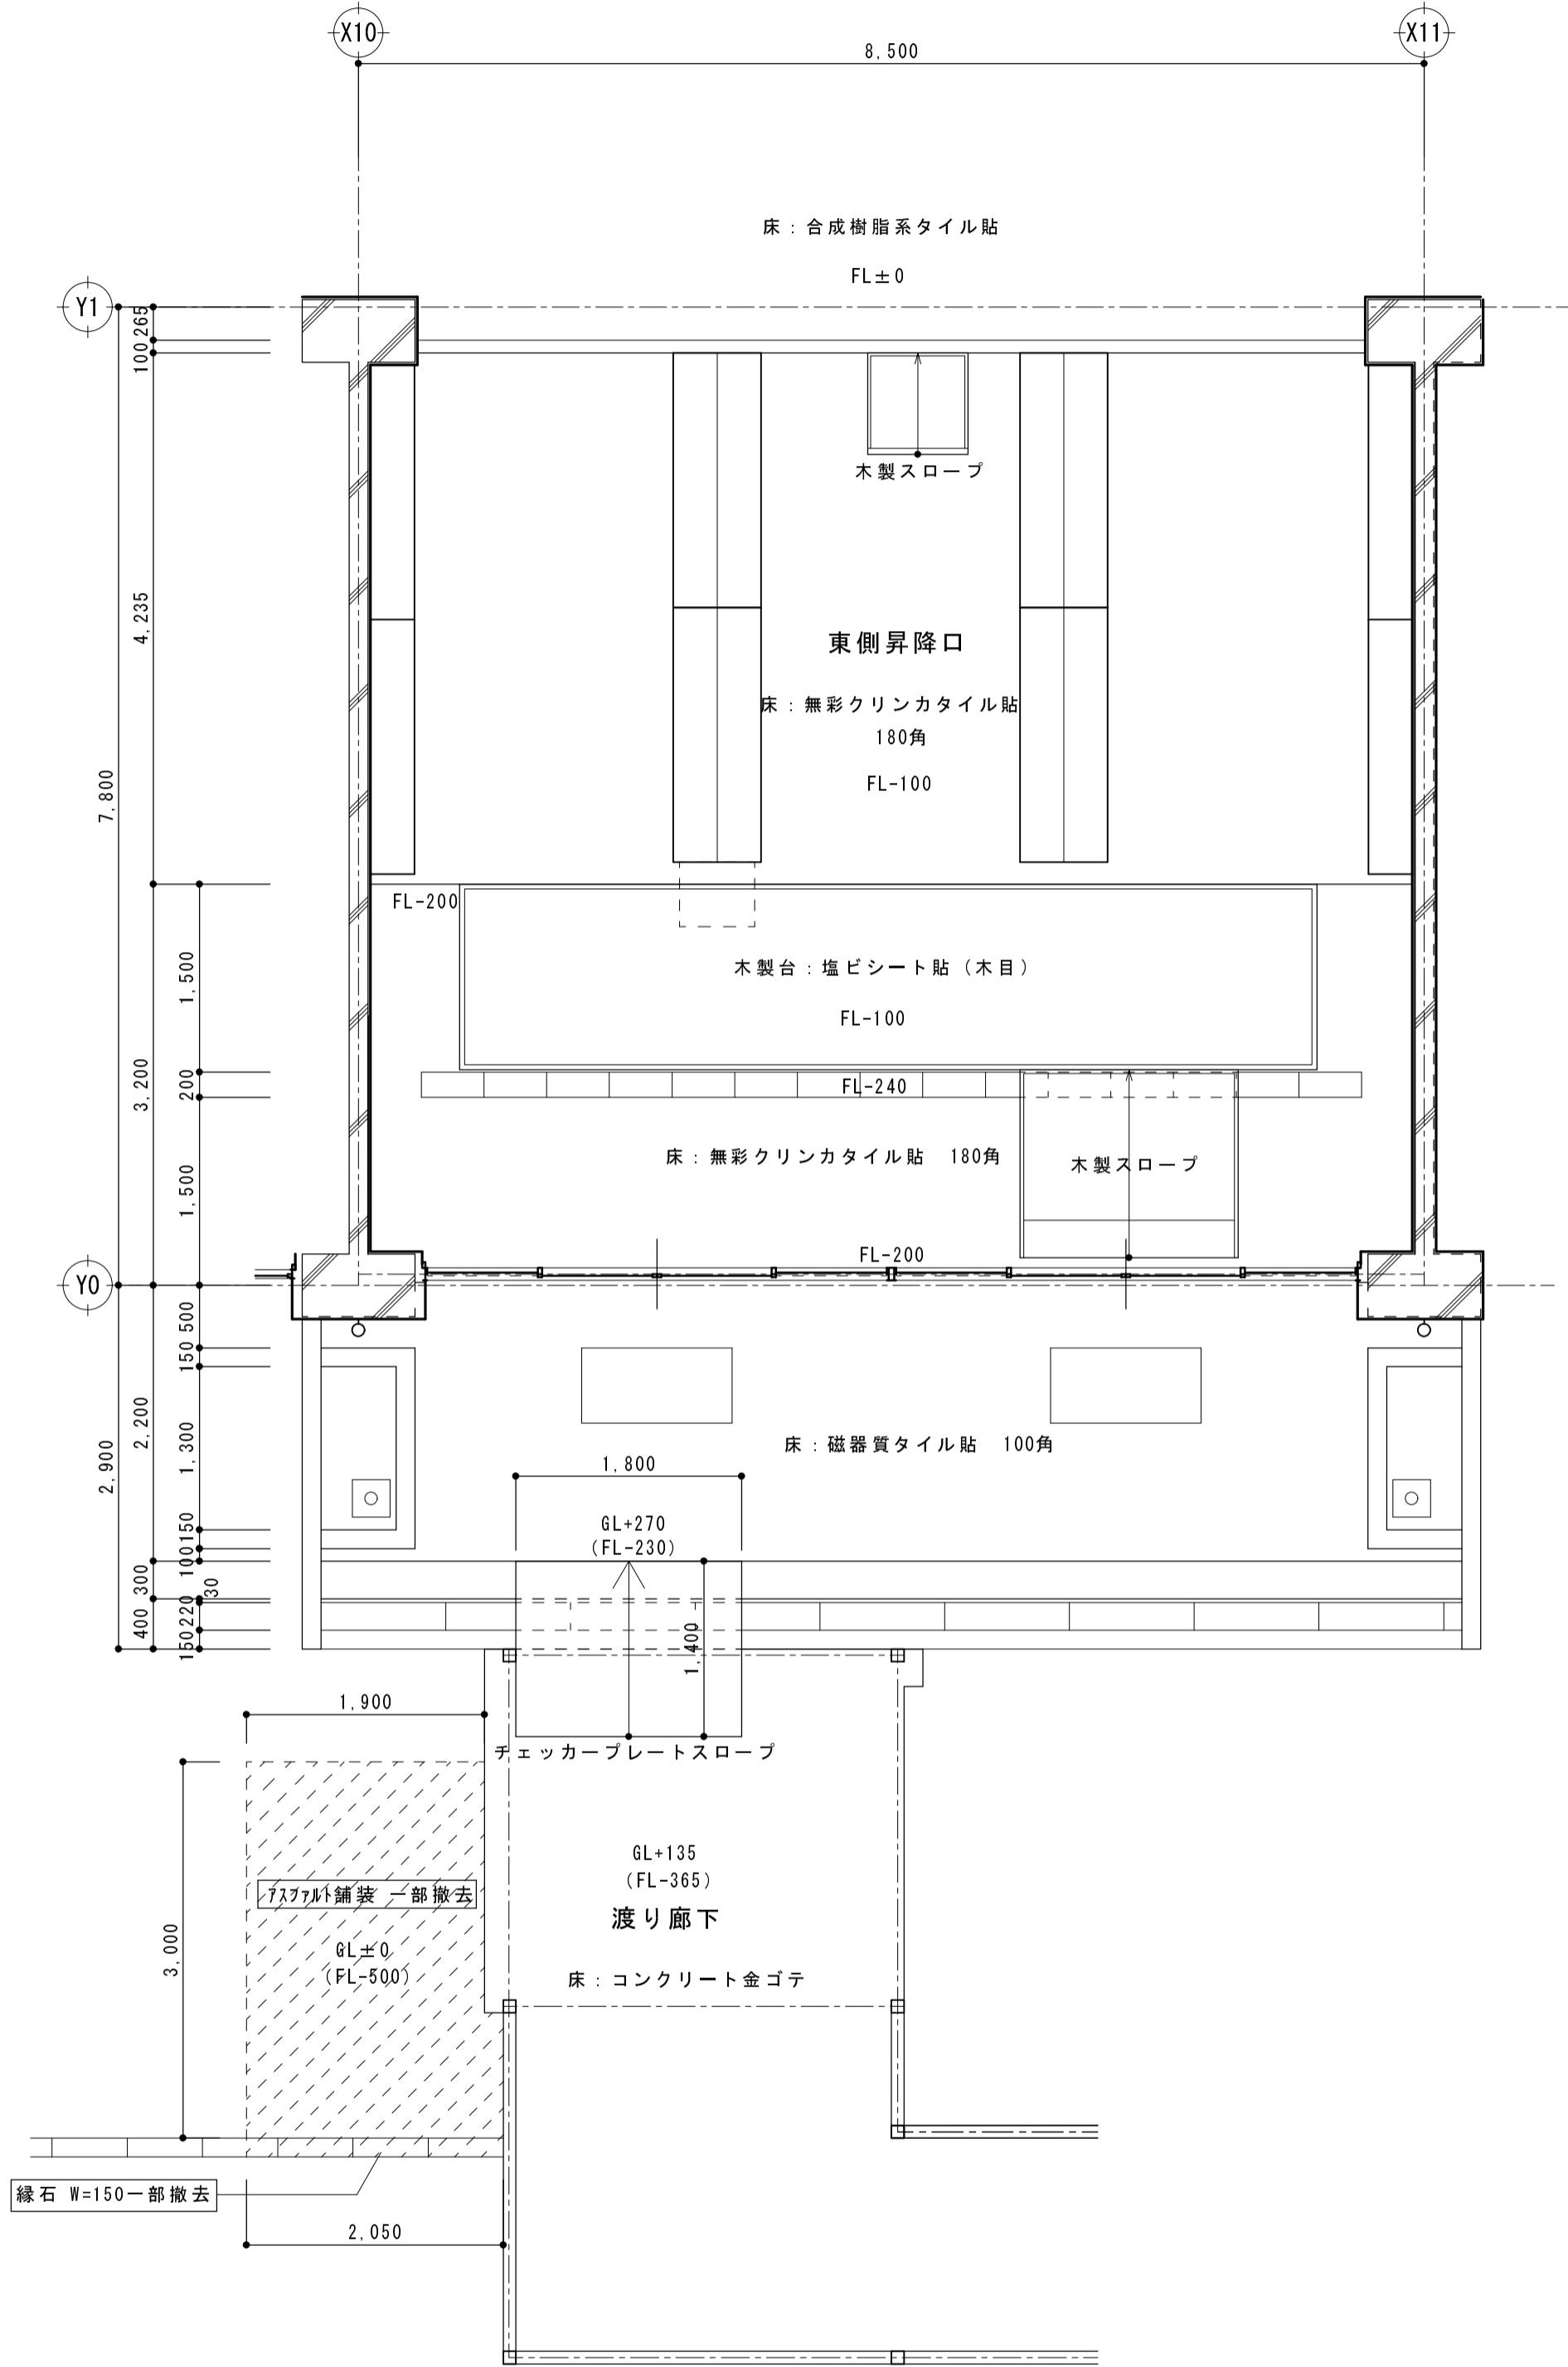 X10
X11
8,500
床：合成樹脂系タイル貼
FL±0
Y1
265
100
木製スロープ
4,235
東側昇降口
床：無彩クリンカタイル貼
180角
FL-100
7,800
FL-200
1,500
木製台：塩ビシート貼（木目）
FL-100
3,200
200
FL-240
床：無彩クリンカタイル貼　180角
木製スロープ
1,500
FL-200
Y0
500
150
2,200
1,300
2,900
床：磁器質タイル貼　100角
1,800
GL+270
（FL-230）
150
100
300
30
220
400
150
1,400
1,900
チェッカープレートスロープ
GL+135
（FL-365）
渡り廊下
アスファルト舗装 一部撤去
3,000
GL±0
（FL-500）
床：コンクリート金ゴテ
縁石 W=150一部撤去
2,050